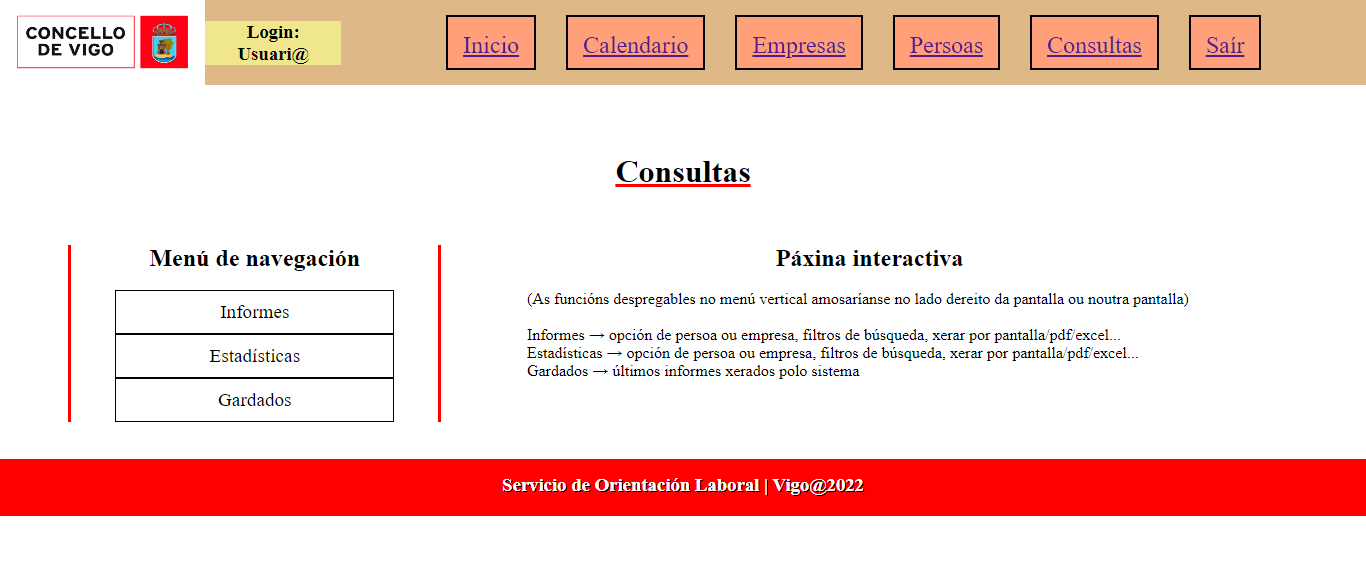 CONCELLO
DE VIGO
Login:
Usuari@
Inicio
Calendario
Empresas
Persoas
Consultas
Saír
Consultas
Menú de navegación
Informes
Estadísticas
Gardados
Páxina interactiva
(As funcións despregables no menú vertical amosaríanse no lado dereito da pantalla ou noutra pantalla)
Informes → opción de persoa ou empresa, filtros de búsqueda, xerar por pantalla/pdf/excel...
Estadísticas → opción de persoa ou empresa, filtros de búsqueda, xerar por pantalla/pdf/excel...
Gardados → últimos informes xerados polo sistema
Servicio de Orientación Laboral | Vigo@2022